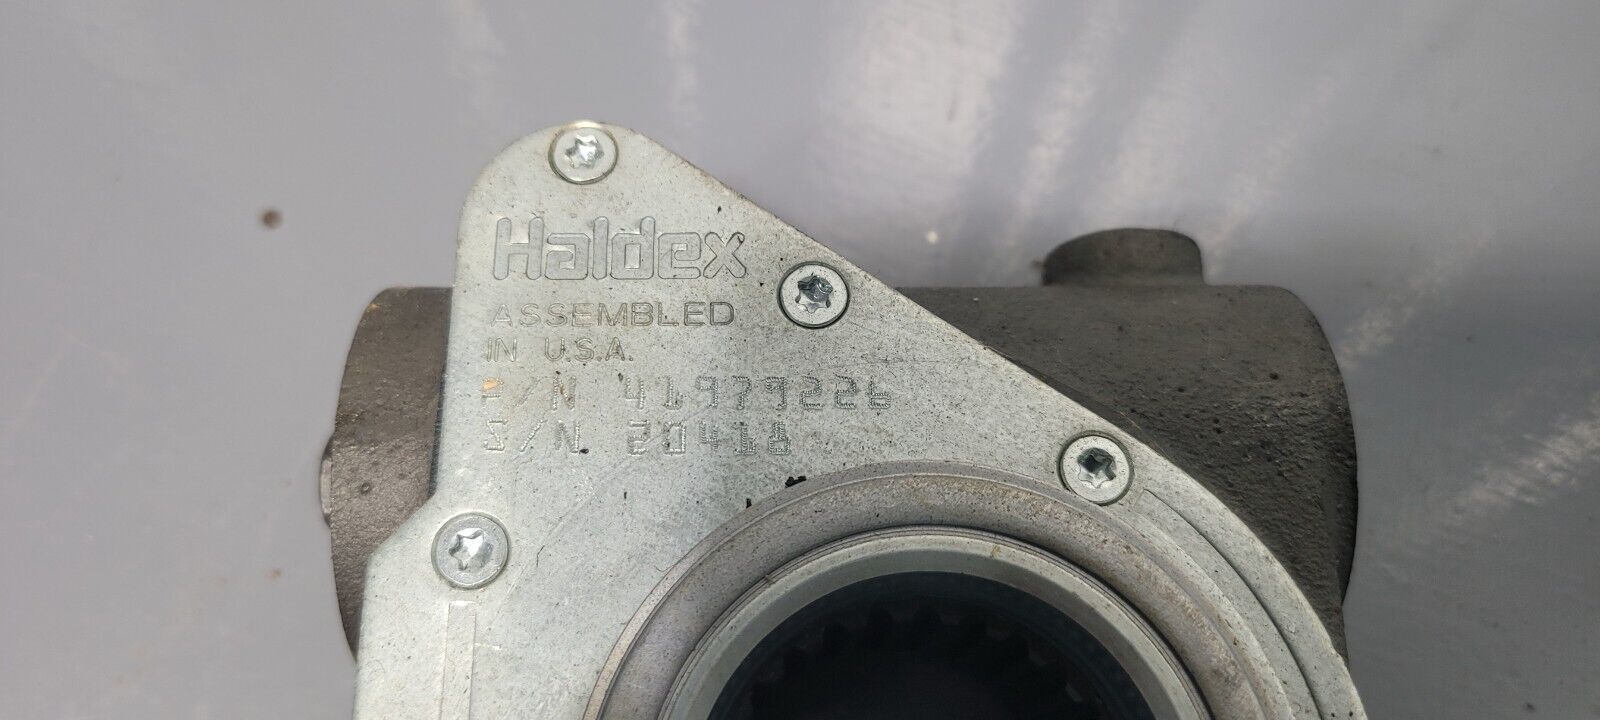 Haldex
ASSEMBLED
IN U.S.A.
P/N 41979226
S/N 20418